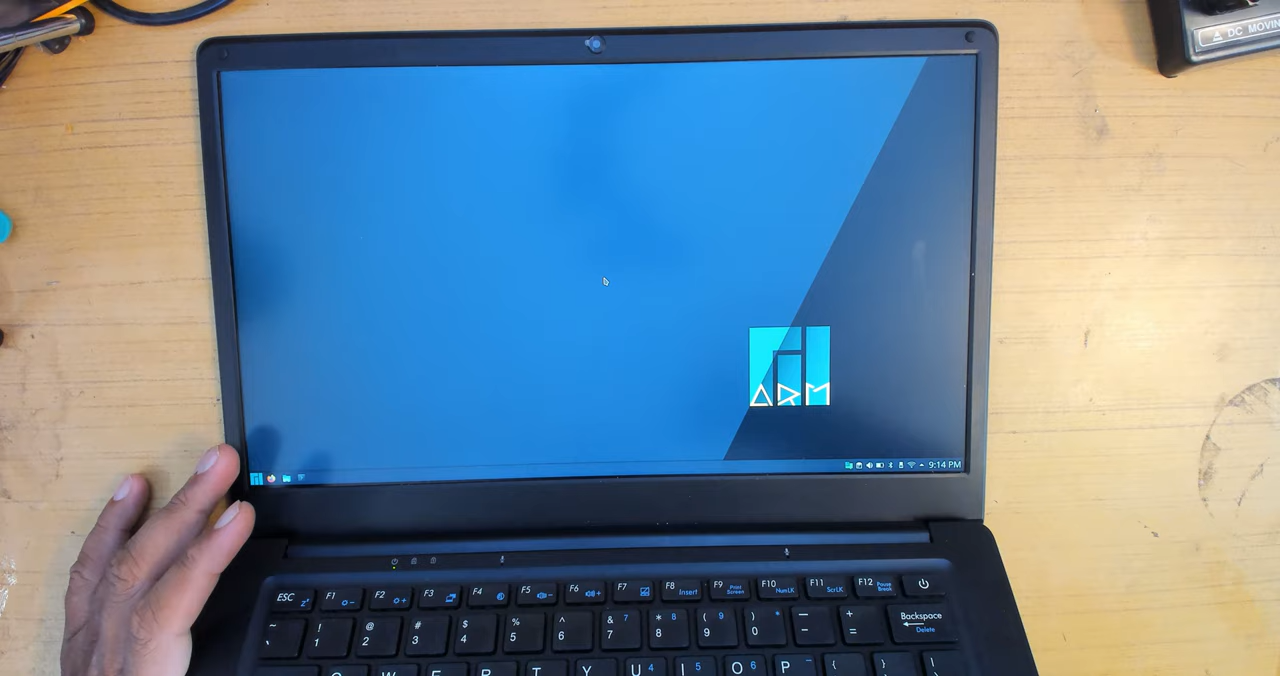 DC MOVIN
ARM
9:14 PM
ESC F1 F2 F3 F4 F5 F6 F7 F8 Insert F9 Print Screen F10 NumLK F11 ScrLK F12 Pause Break
~ ! @ # $ % ^ & 7 * 8 ( 9 ) * — + Backspace
` 1 2 3 4 5 6 7 8 9 0 – = Delete
Q W E R T Y U 4 I 5 O 6 P - { } |